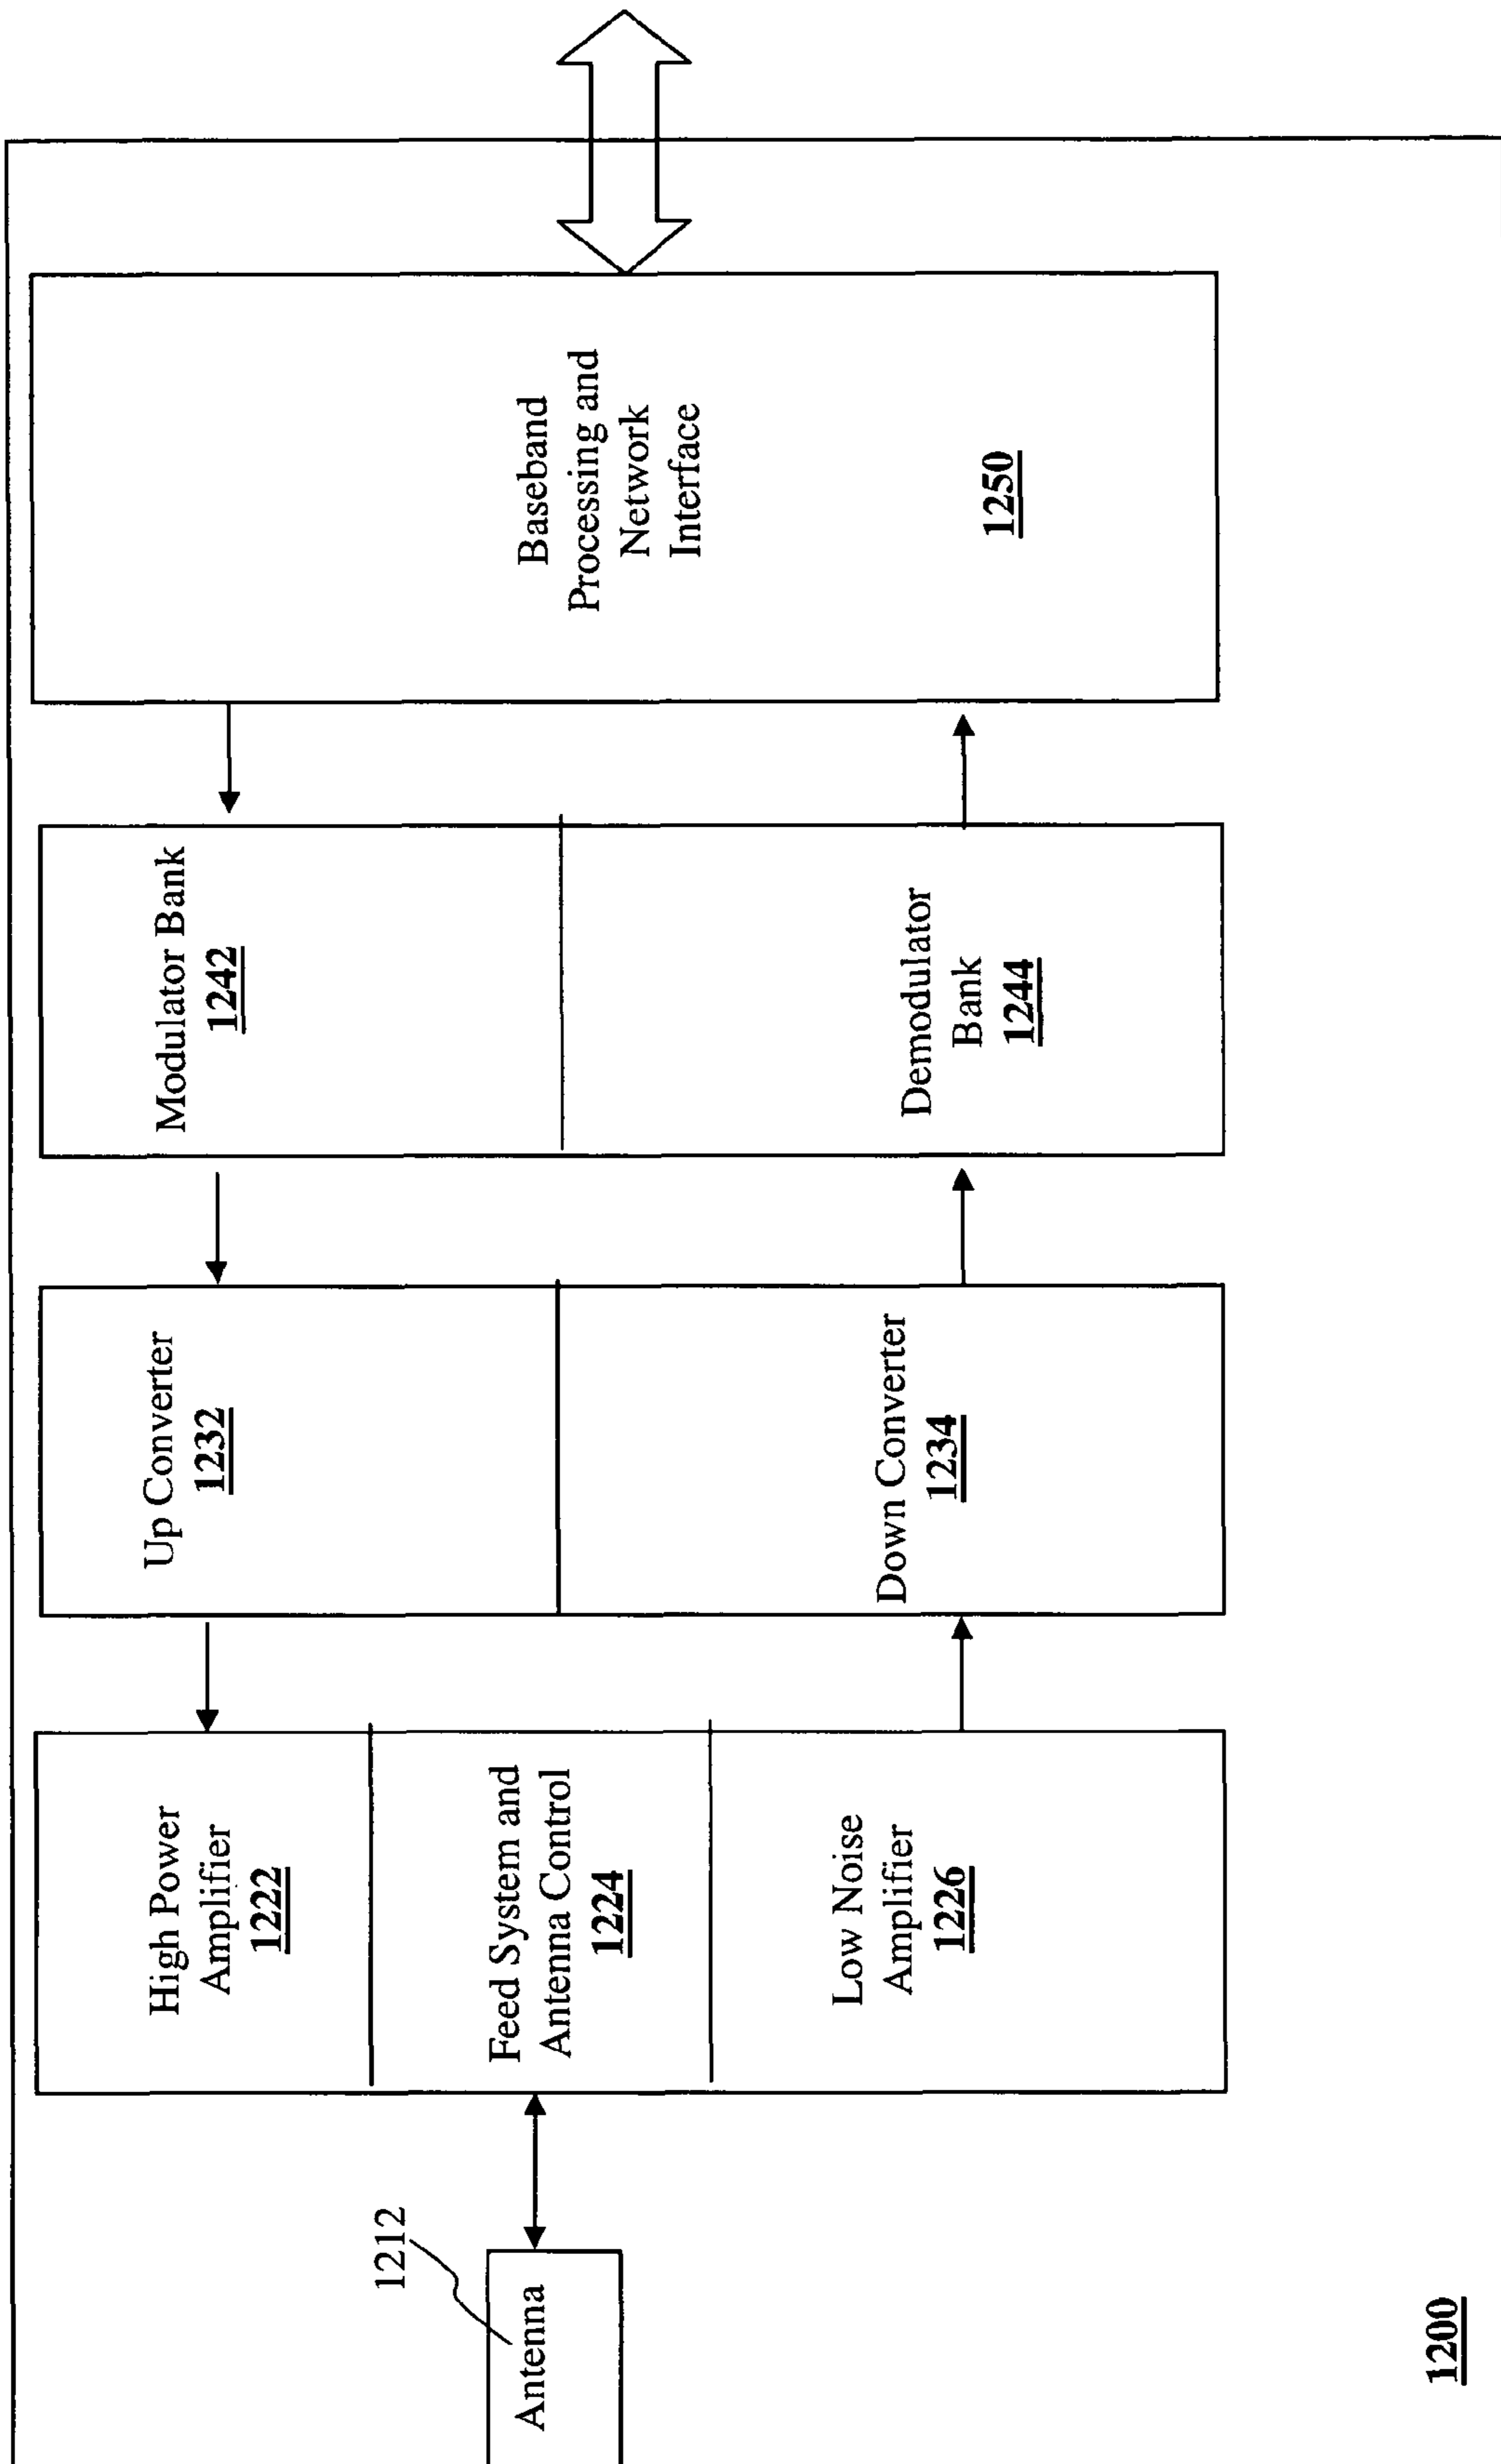 1212
Antenna
High Power
Amplifier
1222
Feed System and
Antenna Control
1224
Low Noise
Amplifier
1226
Up Converter
1232
Down Converter
1234
Modulator Bank
1242
Demodulator
Bank
1244
Baseband
Processing and
Network
Interface
1250
1200